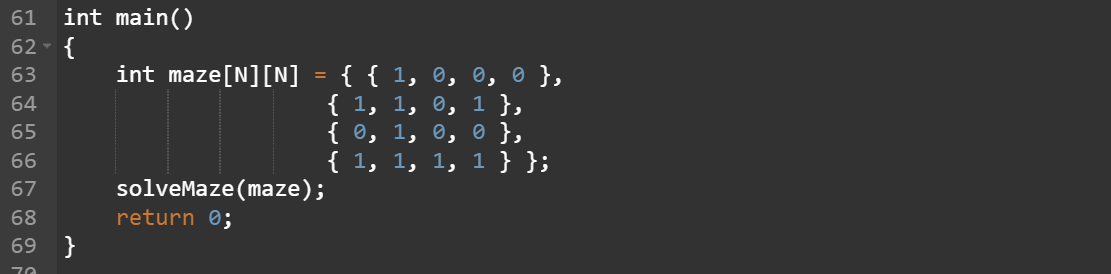 61 int main()
62 {
63 int maze[N][N] = { { 1, 0, 0, 0 },
64 { 1, 1, 0, 1 },
65 { 0, 1, 0, 0 },
66 { 1, 1, 1, 1 } };
67 solveMaze(maze);
68 return 0;
69 }
70